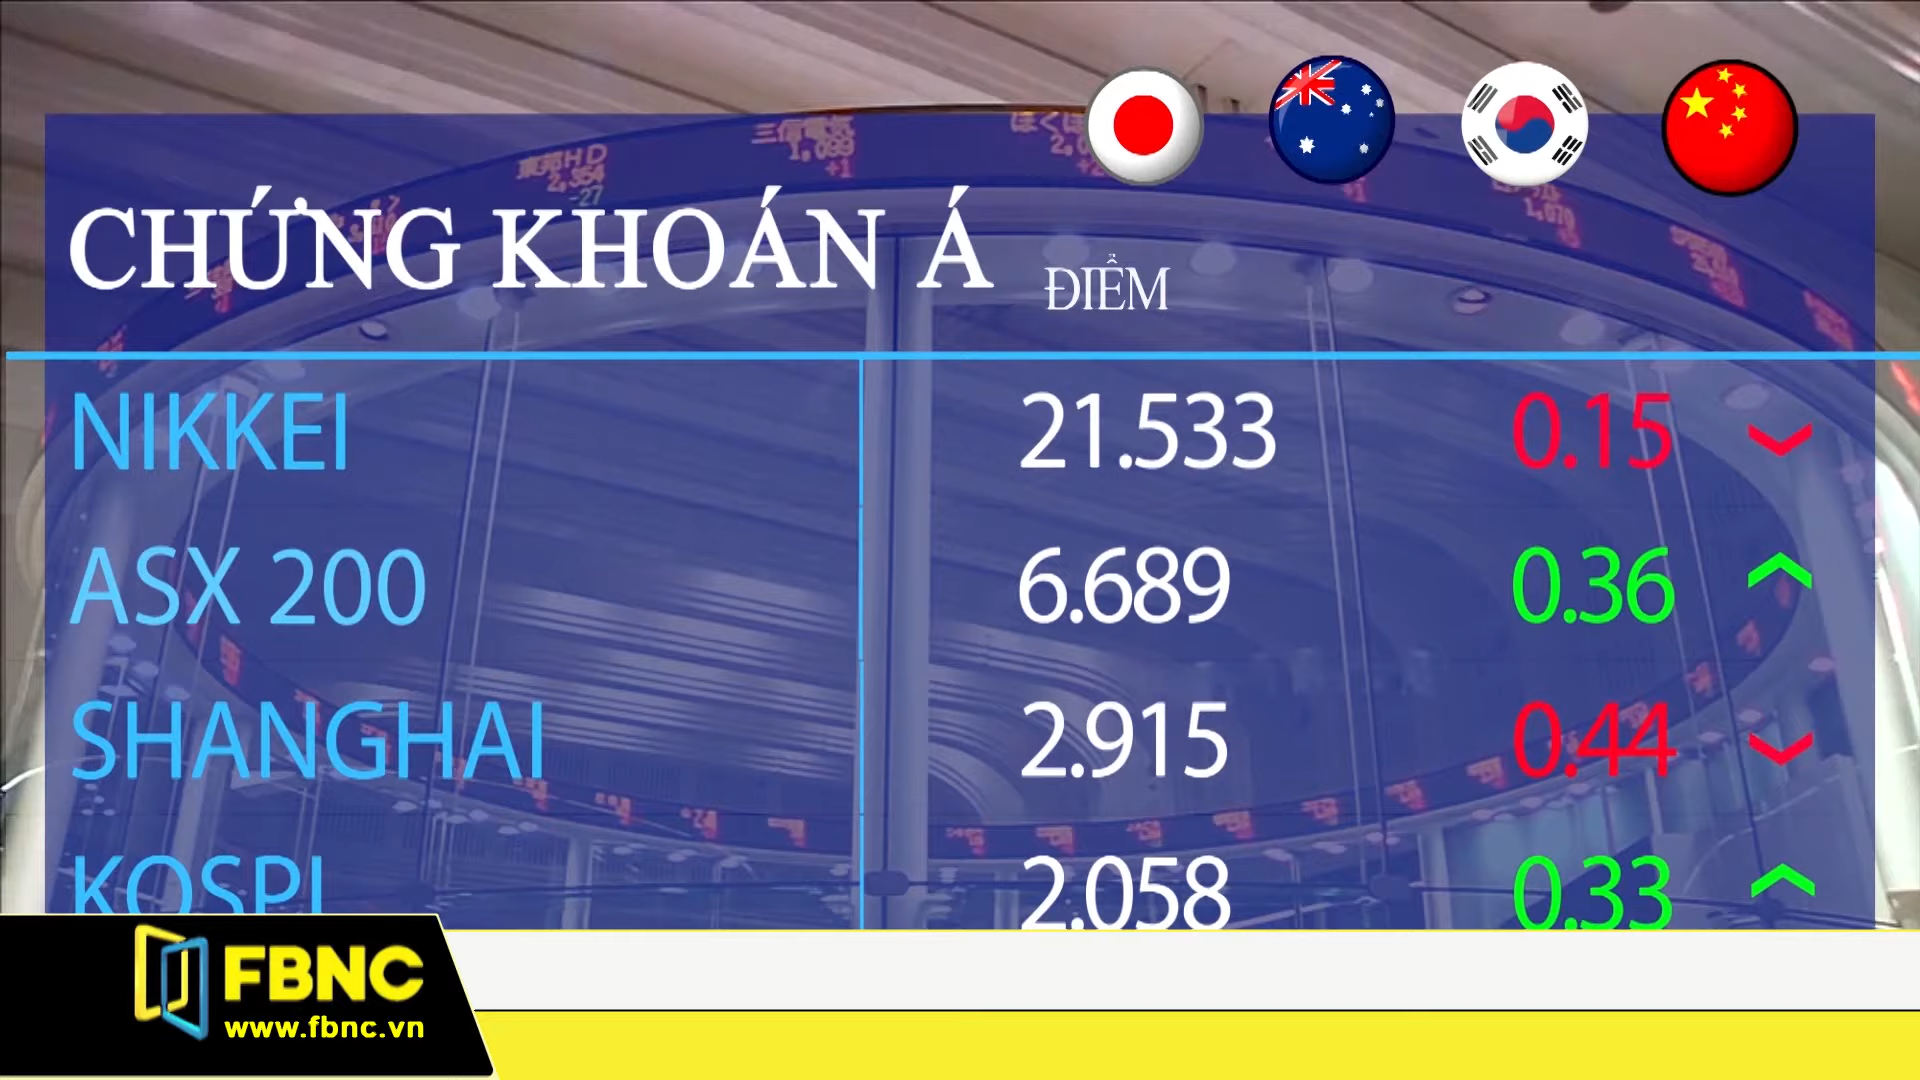 CHỨNG KHOÁN Á
ĐIỂM
NIKKEI 21.533 0.15
ASX 200 6.689 0.36
SHANGHAI 2.915 0.44
KOSPI 2.058 0.33
FBNC
www.fbnc.vn